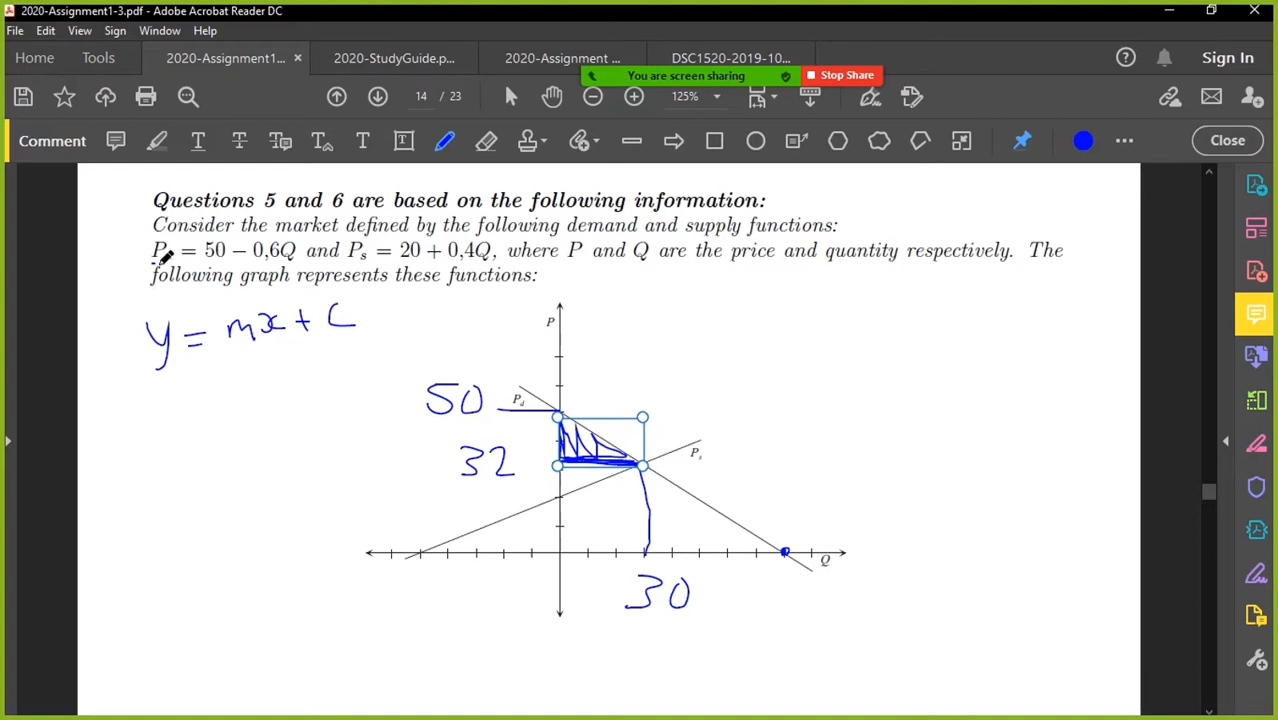 2020-Assignment1-3.pdf - Adobe Acrobat Reader DC
File Edit View Sign Window Help
Home Tools 2020-Assignment1... × 2020-StudyGuide.p... 2020-Assignment ... DSC1520-2019-10... Sign In
You are screen sharing Stop Share
14 / 23 125%
Comment Close
Questions 5 and 6 are based on the following information:
Consider the market defined by the following demand and supply functions:
P = 50 − 0,6Q and Ps = 20 + 0,4Q, where P and Q are the price and quantity respectively. The
following graph represents these functions:
y = mx + c
P
50
Pd
32
Ps
Q
30